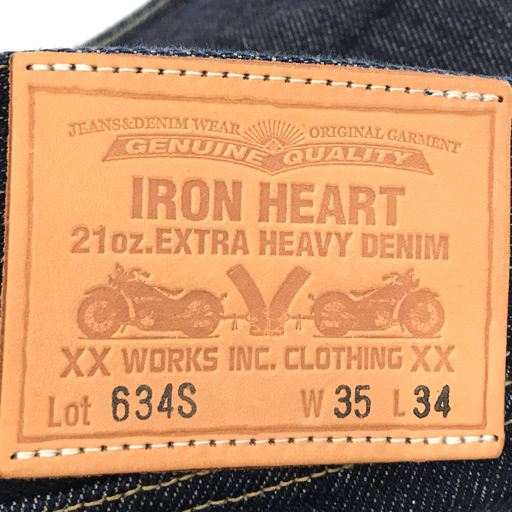 JEANS&DENIM WEAR ORIGINAL GARMENT
GENUINE QUALITY
IRON HEART
21oz.EXTRA HEAVY DENIM
XX WORKS INC. CLOTHING XX
Lot 634S W 35 L 34